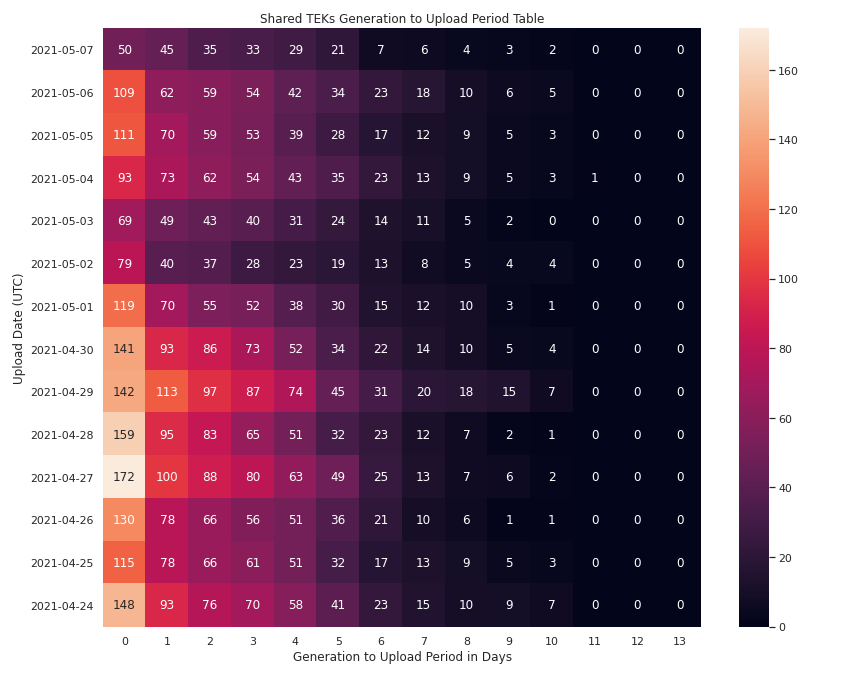 Shared TEKs Generation to Upload Period Table
2021-05-07 50 45 35 33 29 21 7 6 4 3 2 0 0 0
2021-05-06 109 62 59 54 42 34 23 18 10 6 5 0 0 0
2021-05-05 111 70 59 53 39 28 17 12 9 5 3 0 0 0
2021-05-04 93 73 62 54 43 35 23 13 9 5 3 1 0 0
2021-05-03 69 49 43 40 31 24 14 11 5 2 0 0 0 0
2021-05-02 79 40 37 28 23 19 13 8 5 4 4 0 0 0
2021-05-01 119 70 55 52 38 30 15 12 10 3 1 0 0 0
2021-04-30 141 93 86 73 52 34 22 14 10 5 4 0 0 0
2021-04-29 142 113 97 87 74 45 31 20 18 15 7 0 0 0
2021-04-28 159 95 83 65 51 32 23 12 7 2 1 0 0 0
2021-04-27 172 100 88 80 63 49 25 13 7 6 2 0 0 0
2021-04-26 130 78 66 56 51 36 21 10 6 1 1 0 0 0
2021-04-25 115 78 66 61 51 32 17 13 9 5 3 0 0 0
2021-04-24 148 93 76 70 58 41 23 15 10 9 7 0 0 0
0 1 2 3 4 5 6 7 8 9 10 11 12 13
Generation to Upload Period in Days
Upload Date (UTC)
160
140
120
100
80
60
40
20
0